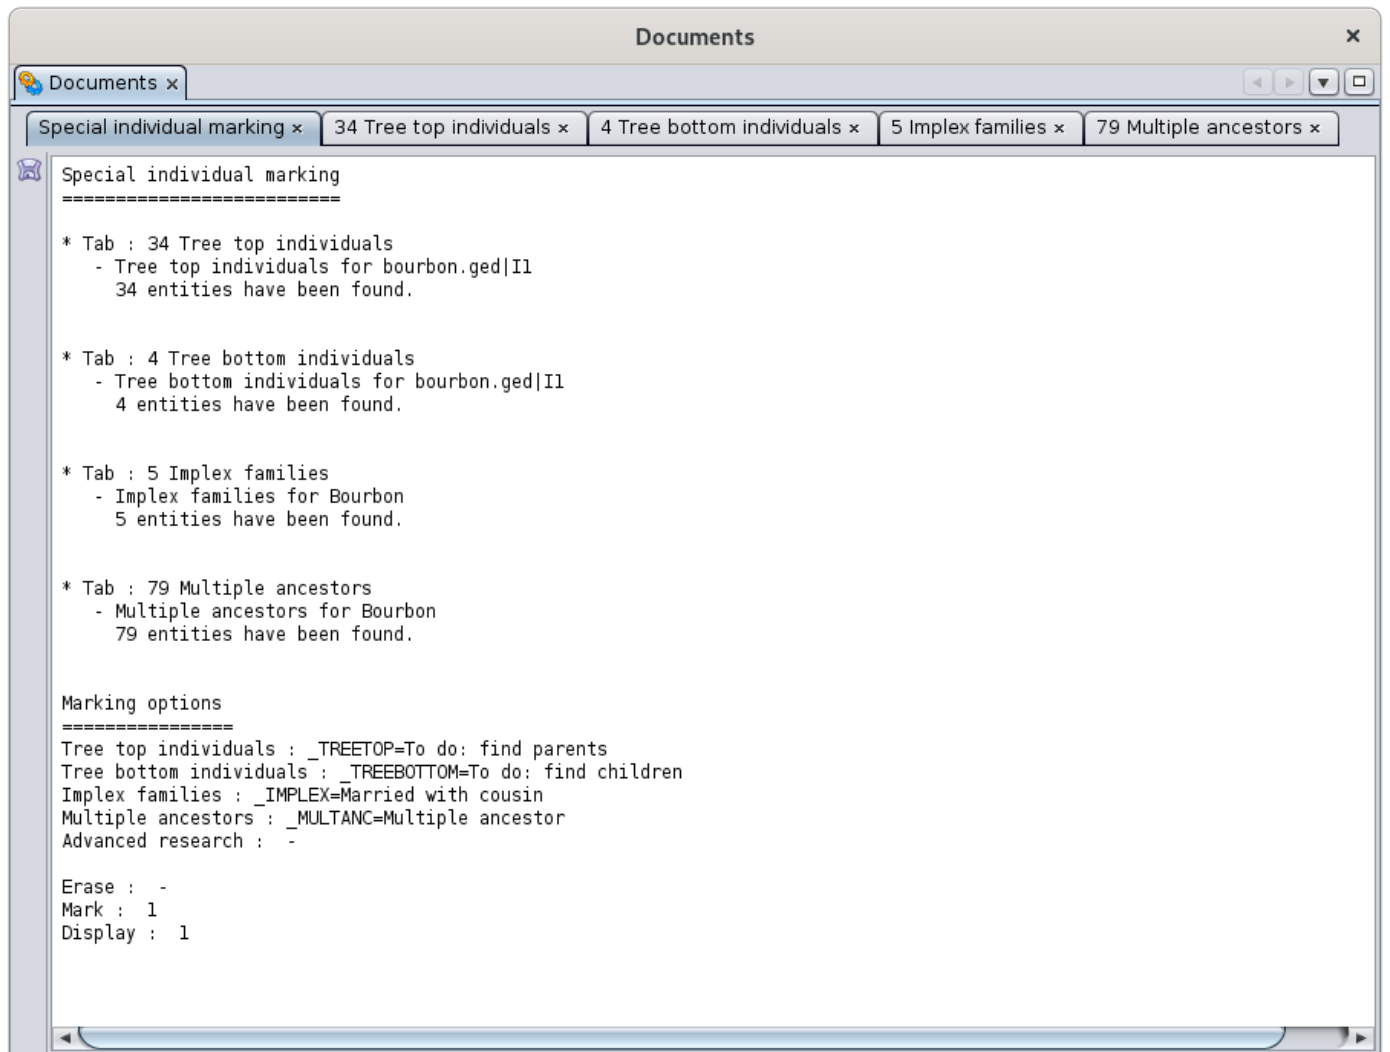 Documents
Documents
Special individual marking
34 Tree top individuals
4 Tree bottom individuals
5 Implex families
79 Multiple ancestors
Special individual marking
==========================
* Tab : 34 Tree top individuals
- Tree top individuals for bourbon.ged|I1
34 entities have been found.
* Tab : 4 Tree bottom individuals
- Tree bottom individuals for bourbon.ged|I1
4 entities have been found.
* Tab : 5 Implex families
- Implex families for Bourbon
5 entities have been found.
* Tab : 79 Multiple ancestors
- Multiple ancestors for Bourbon
79 entities have been found.
Marking options
================
Tree top individuals : _TREETOP=To do: find parents
Tree bottom individuals : _TREEBOTTOM=To do: find children
Implex families : _IMPLEX=Married with cousin
Multiple ancestors : _MULTANC=Multiple ancestor
Advanced research :  -
Erase :  -
Mark :  1
Display :  1